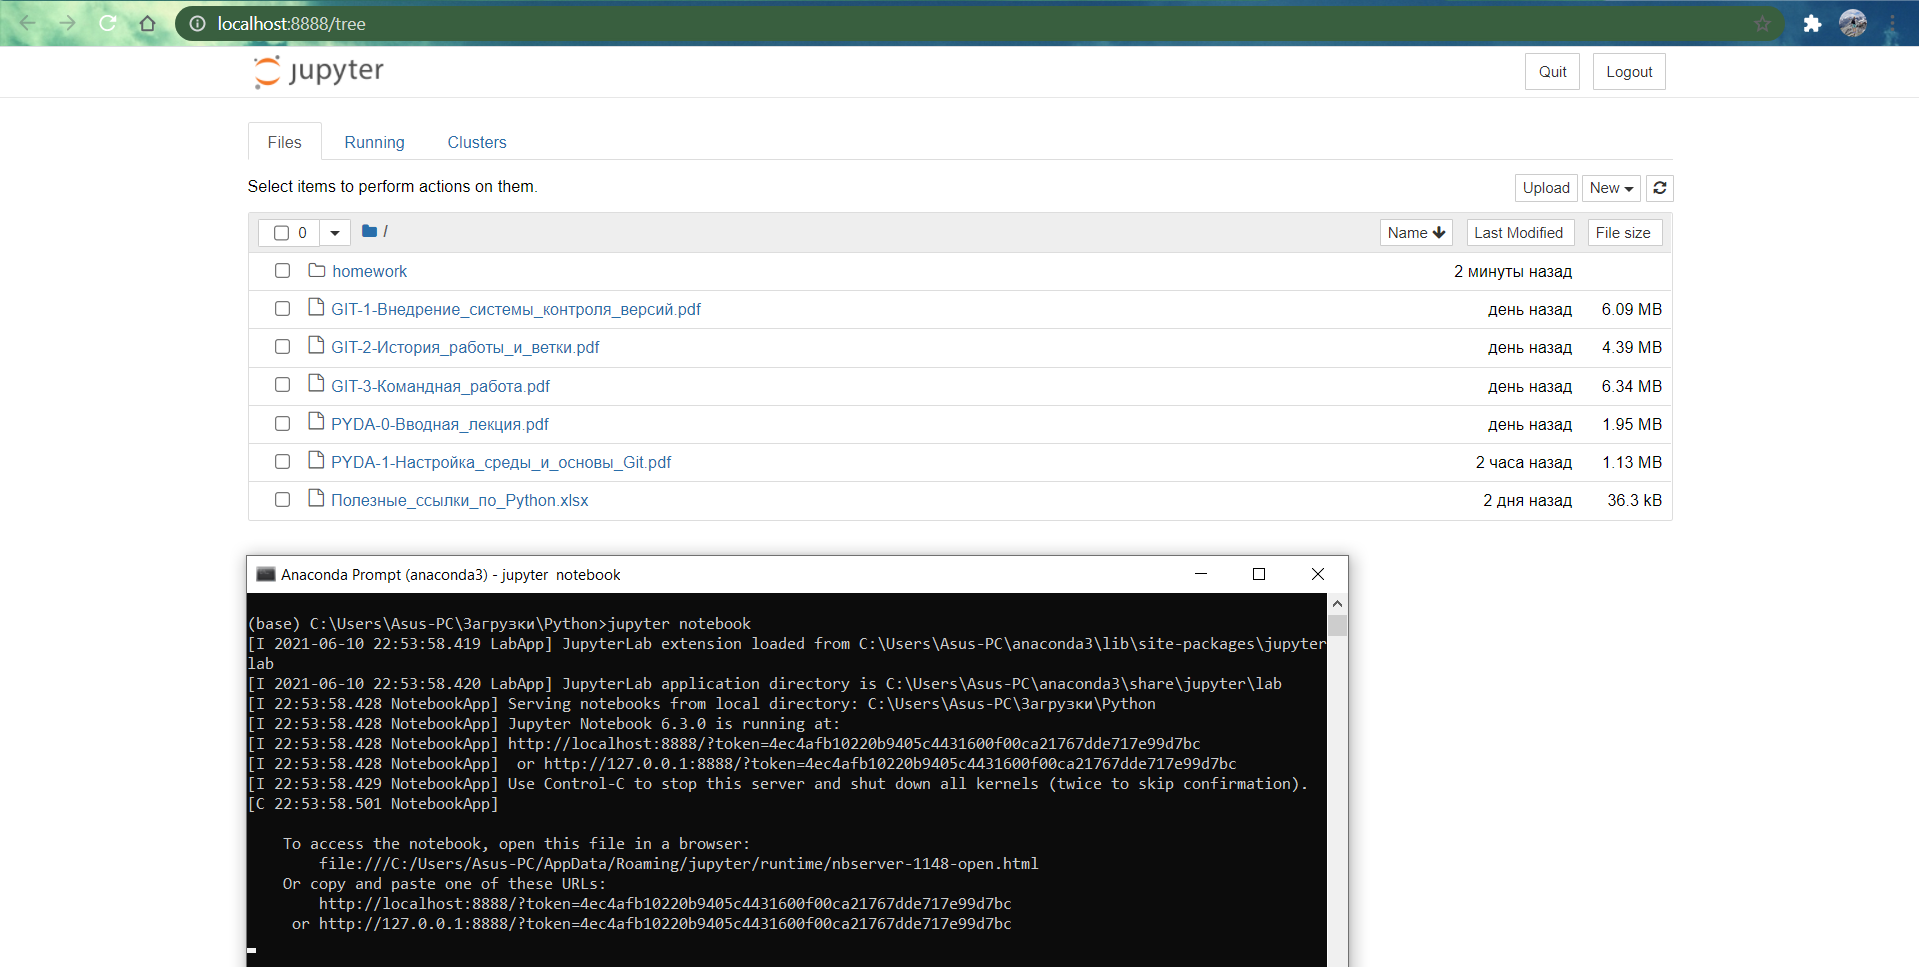 localhost:8888/tree
jupyter
Quit Logout
Files Running Clusters
Select items to perform actions on them.
Upload New
0 / Name Last Modified File size
homework 2 минуты назад
GIT-1-Внедрение_системы_контроля_версий.pdf день назад 6.09 MB
GIT-2-История_работы_и_ветки.pdf день назад 4.39 MB
GIT-3-Командная_работа.pdf день назад 6.34 MB
PYDA-0-Вводная_лекция.pdf день назад 1.95 MB
PYDA-1-Настройка_среды_и_основы_Git.pdf 2 часа назад 1.13 MB
Полезные_ссылки_по_Python.xlsx 2 дня назад 36.3 kB
Anaconda Prompt (anaconda3) - jupyter  notebook
(base) C:\Users\Asus-PC\Загрузки\Python>jupyter notebook
[I 2021-06-10 22:53:58.419 LabApp] JupyterLab extension loaded from C:\Users\Asus-PC\anaconda3\lib\site-packages\jupyter
lab
[I 2021-06-10 22:53:58.420 LabApp] JupyterLab application directory is C:\Users\Asus-PC\anaconda3\share\jupyter\lab
[I 22:53:58.428 NotebookApp] Serving notebooks from local directory: C:\Users\Asus-PC\Загрузки\Python
[I 22:53:58.428 NotebookApp] Jupyter Notebook 6.3.0 is running at:
[I 22:53:58.428 NotebookApp] http://localhost:8888/?token=4ec4afb10220b9405c4431600f00ca21767dde717e99d7bc
[I 22:53:58.428 NotebookApp]  or http://127.0.0.1:8888/?token=4ec4afb10220b9405c4431600f00ca21767dde717e99d7bc
[I 22:53:58.429 NotebookApp] Use Control-C to stop this server and shut down all kernels (twice to skip confirmation).
[C 22:53:58.501 NotebookApp]
To access the notebook, open this file in a browser:
file:///C:/Users/Asus-PC/AppData/Roaming/jupyter/runtime/nbserver-1148-open.html
Or copy and paste one of these URLs:
http://localhost:8888/?token=4ec4afb10220b9405c4431600f00ca21767dde717e99d7bc
or http://127.0.0.1:8888/?token=4ec4afb10220b9405c4431600f00ca21767dde717e99d7bc